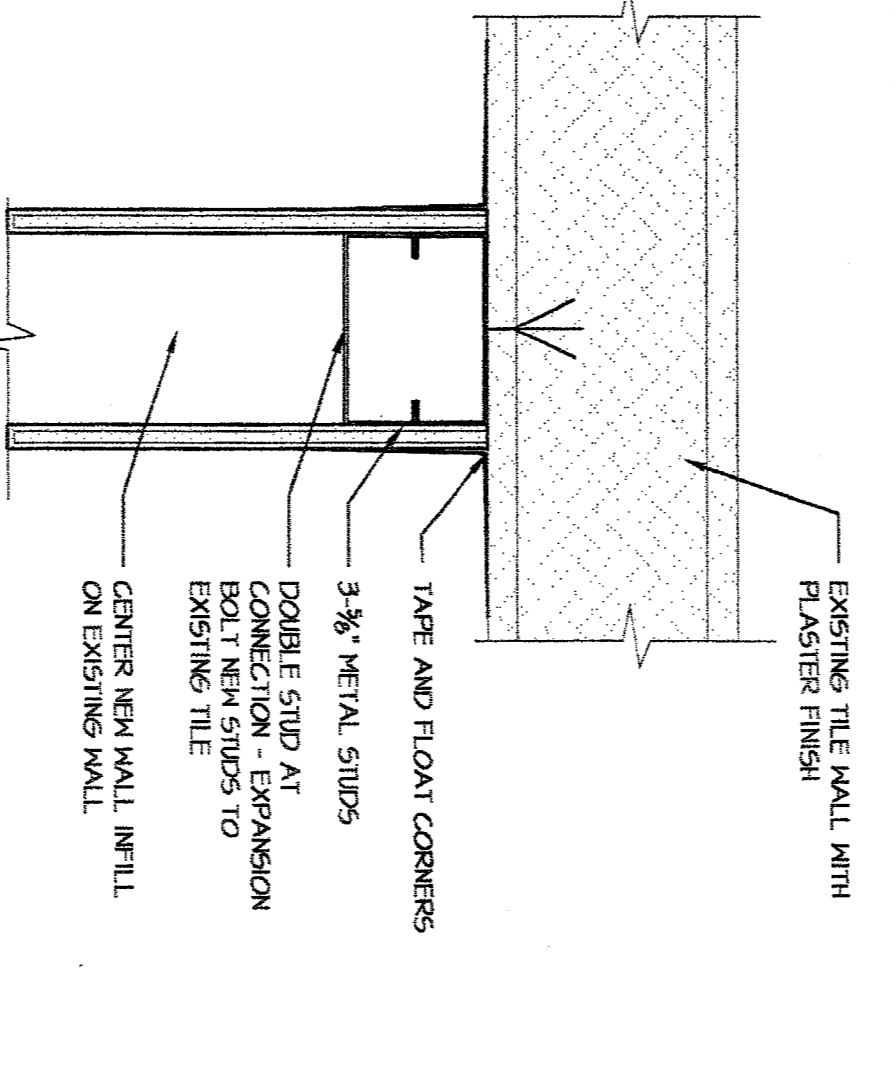 EXISTING TILE WALL WITH
PLASTER FINISH
TAPE AND FLOAT CORNERS
3-5/8" METAL STUDS
DOUBLE STUD AT
CONNECTION - EXPANSION
BOLT NEW STUDS TO
EXISTING TILE
CENTER NEW WALL INFILL
ON EXISTING WALL